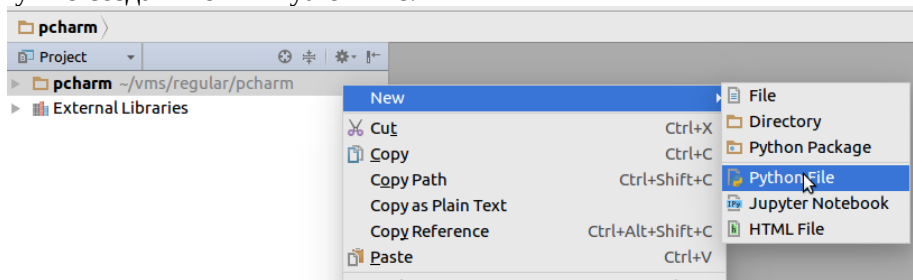 pcharm
Project
pcharm ~/vms/regular/pcharm
External Libraries
New
Cut Ctrl+X
Copy Ctrl+C
Copy Path Ctrl+Shift+C
Copy as Plain Text
Copy Reference Ctrl+Alt+Shift+C
Paste Ctrl+V
File
Directory
Python Package
Python File
Jupyter Notebook
HTML File